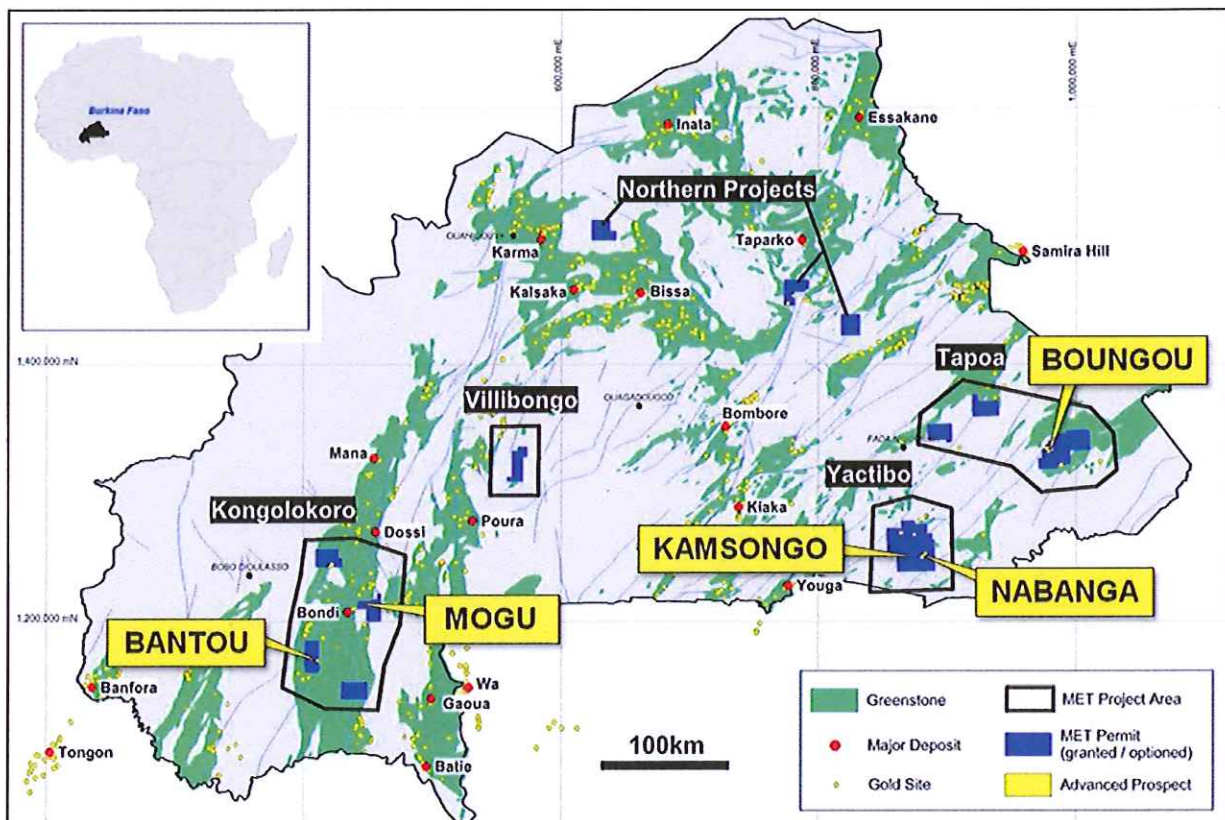 Burkina Faso
600,000 mE
800,000 mE
1,000,000 mE
Inata
Essakane
Northern Projects
Karma
Taparko
Samira Hill
Kalsaka
Bissa
1,400,000 mN
Tapoa
BOUNGOU
Villibongo
OUAGADOUGOU
Bombore
Mana
Yactibo
Kongolokoro
Poura
Kiaka
Dossi
KAMSONGO
NABANGA
BOBO DIOULASSO
Youga
Bondi
MOGU
1,200,000 mN
BANTOU
Banfora
Wa
Gaoua
Tongon
Batie
100km
Greenstone
MET Project Area
Major Deposit
MET Permit
(granted / optioned)
Gold Site
Advanced Prospect